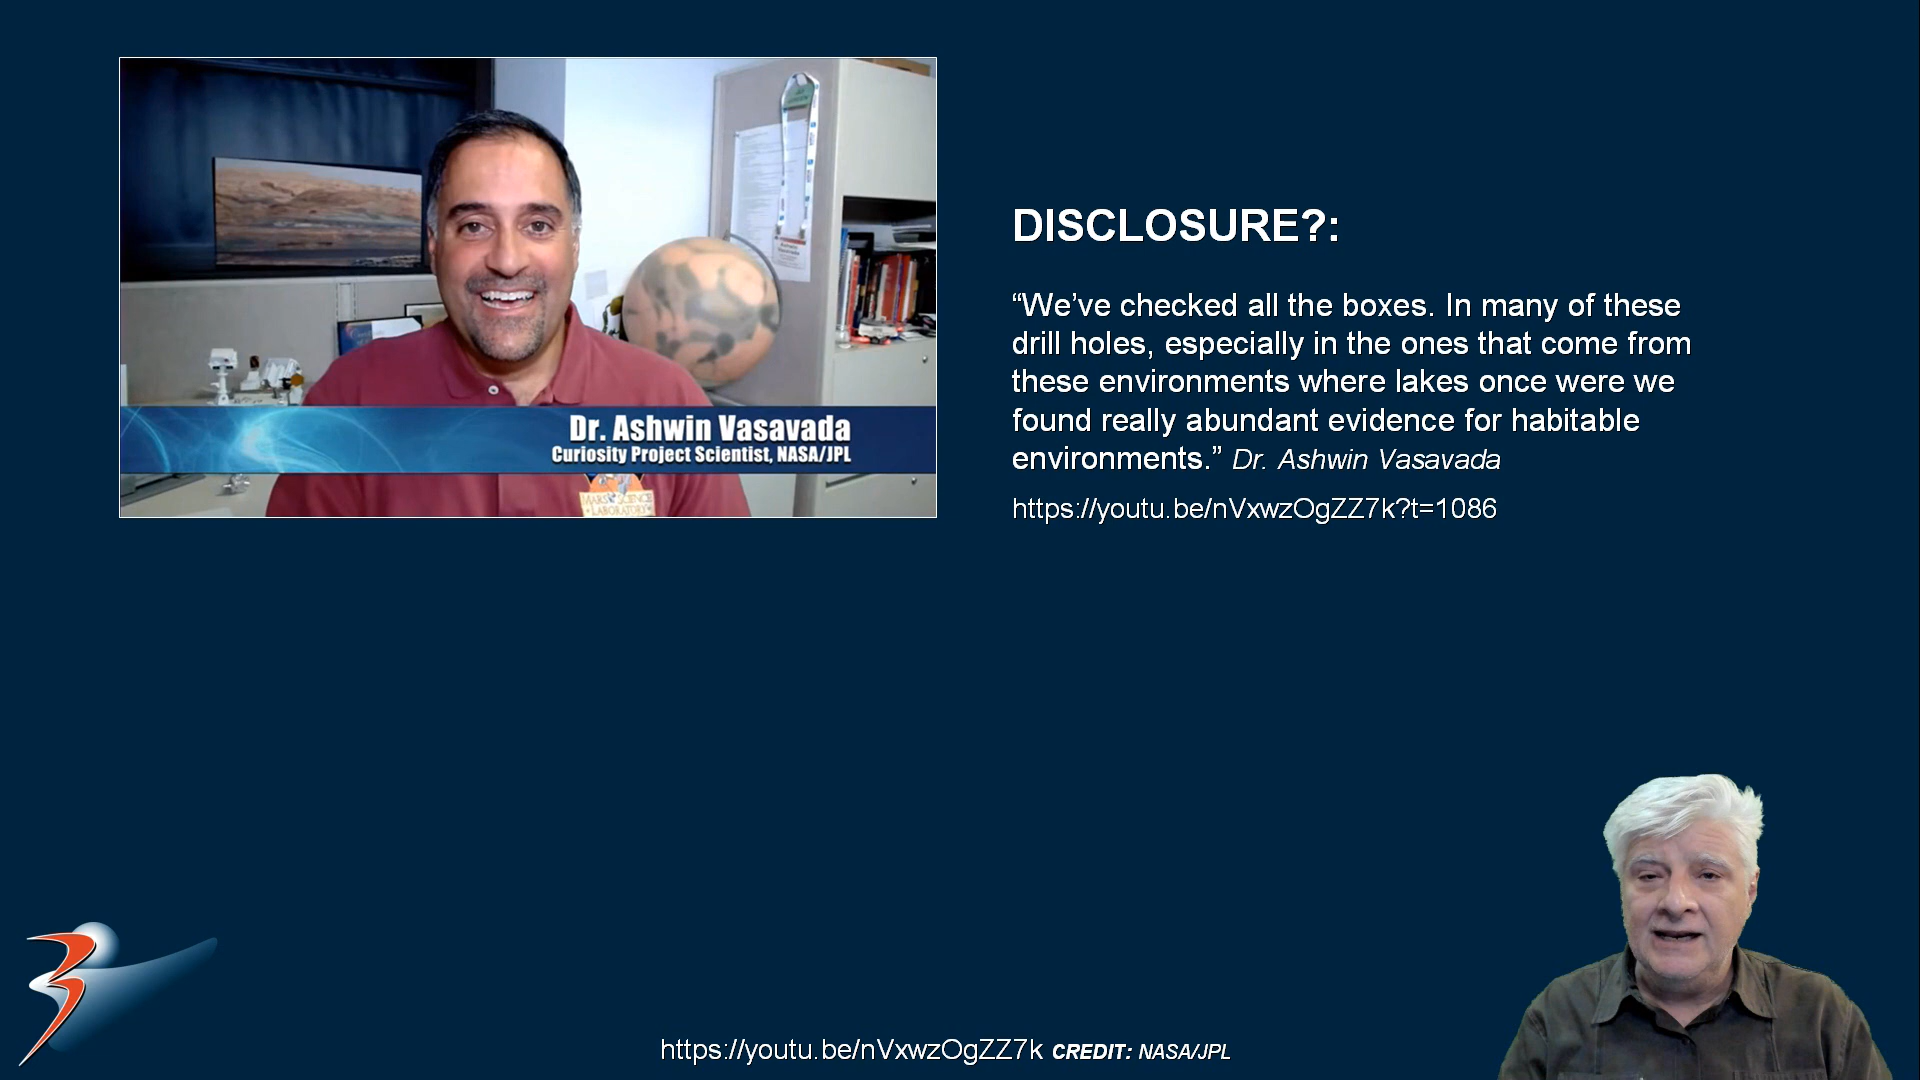 Dr. Ashwin Vasavada
Curiosity Project Scientist, NASA/JPL
MARS SCIENCE
LABORATORY
DISCLOSURE?:
“We’ve checked all the boxes. In many of these
drill holes, especially in the ones that come from
these environments where lakes once were we
found really abundant evidence for habitable
environments.” Dr. Ashwin Vasavada
https://youtu.be/nVxwzOgZZ7k?t=1086
https://youtu.be/nVxwzOgZZ7k CREDIT: NASA/JPL